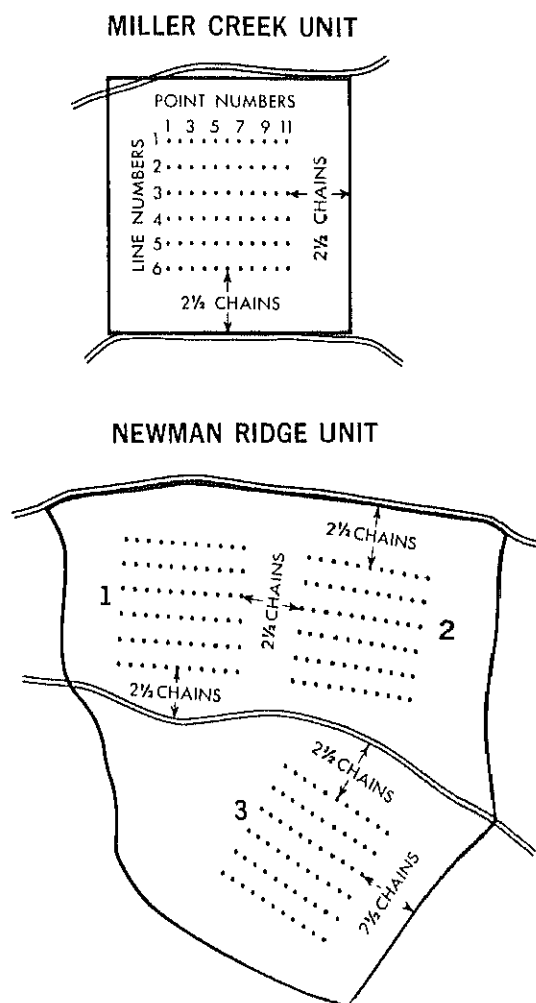 MILLER CREEK UNIT
POINT NUMBERS
1 3 5 7 9 11
LINE NUMBERS
1
2
3
4
5
6
2½ CHAINS
2½ CHAINS
NEWMAN RIDGE UNIT
2½ CHAINS
1
2½ CHAINS
2
2½ CHAINS
2½ CHAINS
3
2½ CHAINS